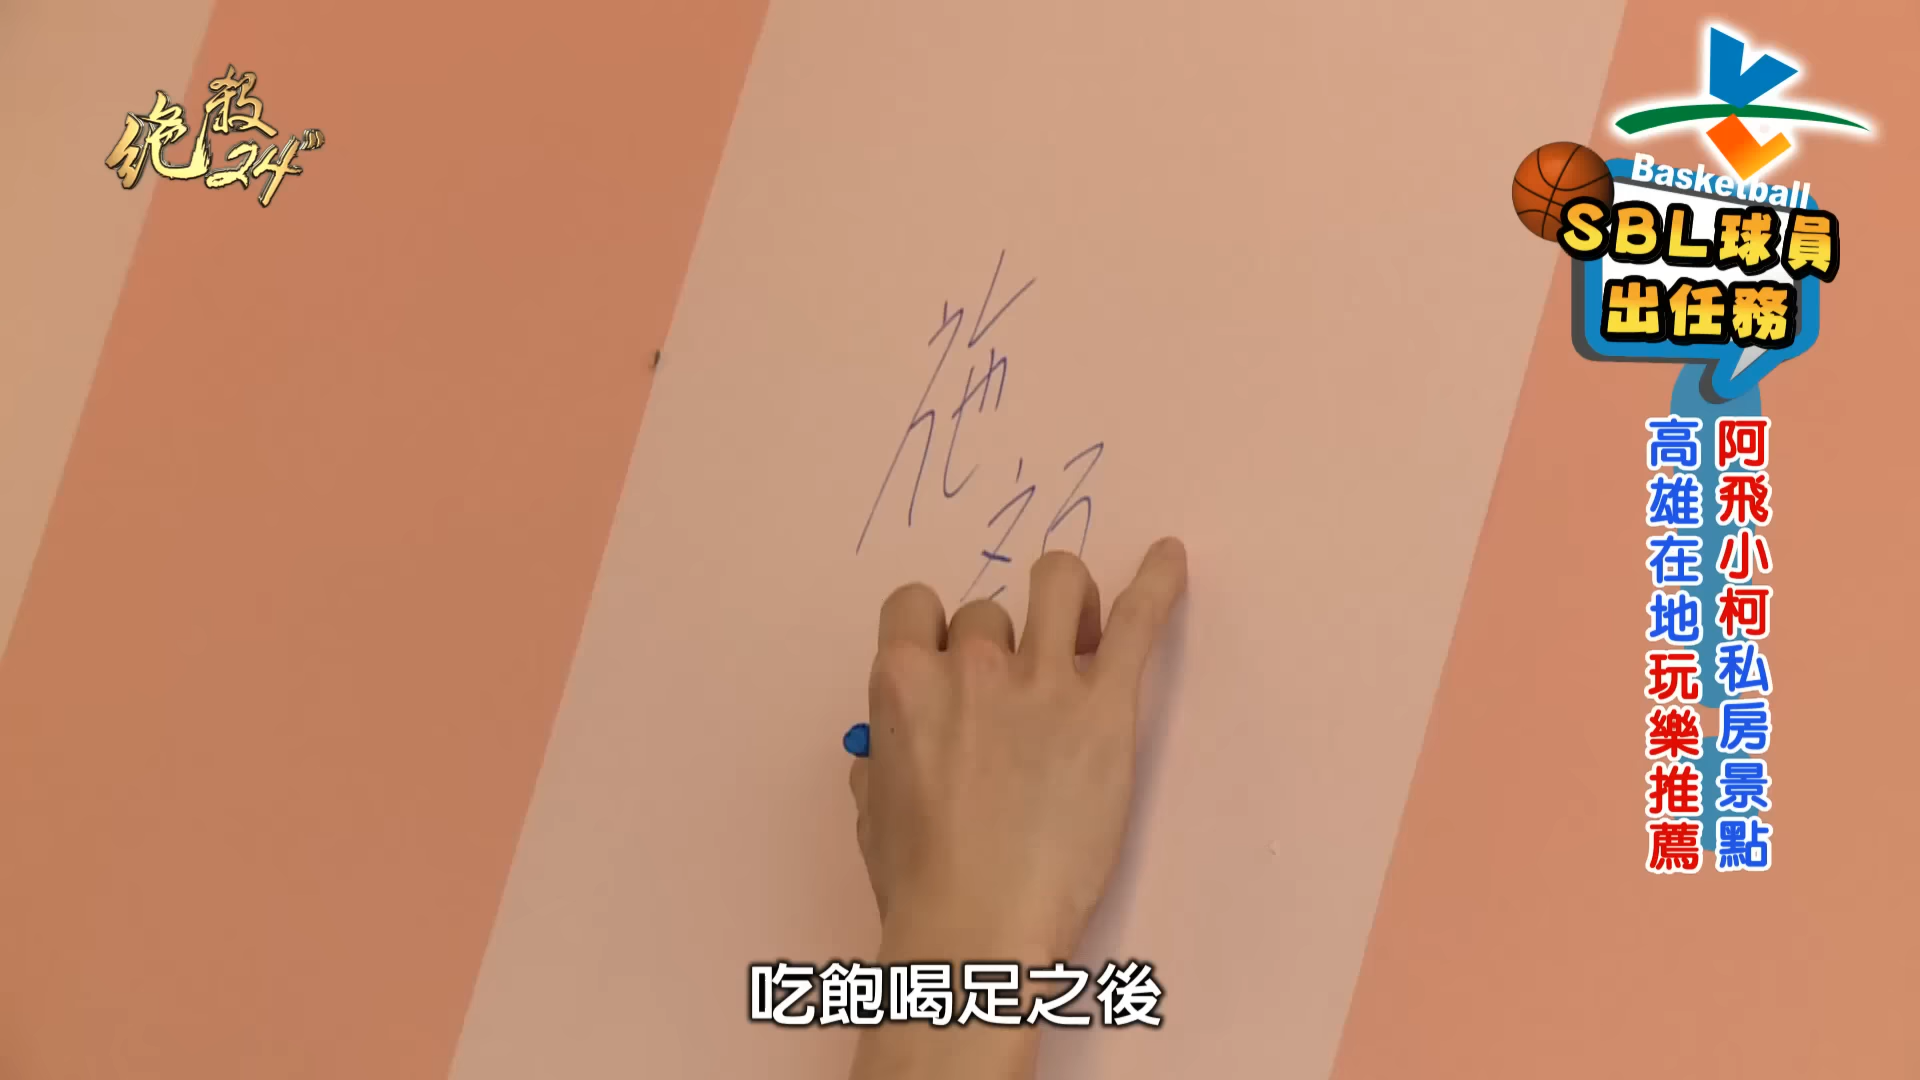 絕殺24
Basketball
SBL球員
出任務
阿飛小柯私房景點
高雄在地玩樂推薦
施
吃飽喝足之後